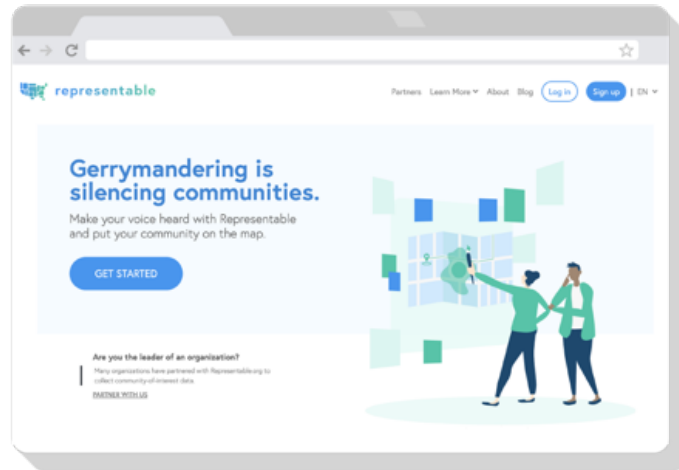 representable
Partners Learn More About Blog Log in Sign up | EN
Gerrymandering is
silencing communities.
Make your voice heard with Representable
and put your community on the map.
GET STARTED
Are you the leader of an organization?
Many organizations have partnered with Representable.org to
collect community-of-interest data.
PARTNER WITH US